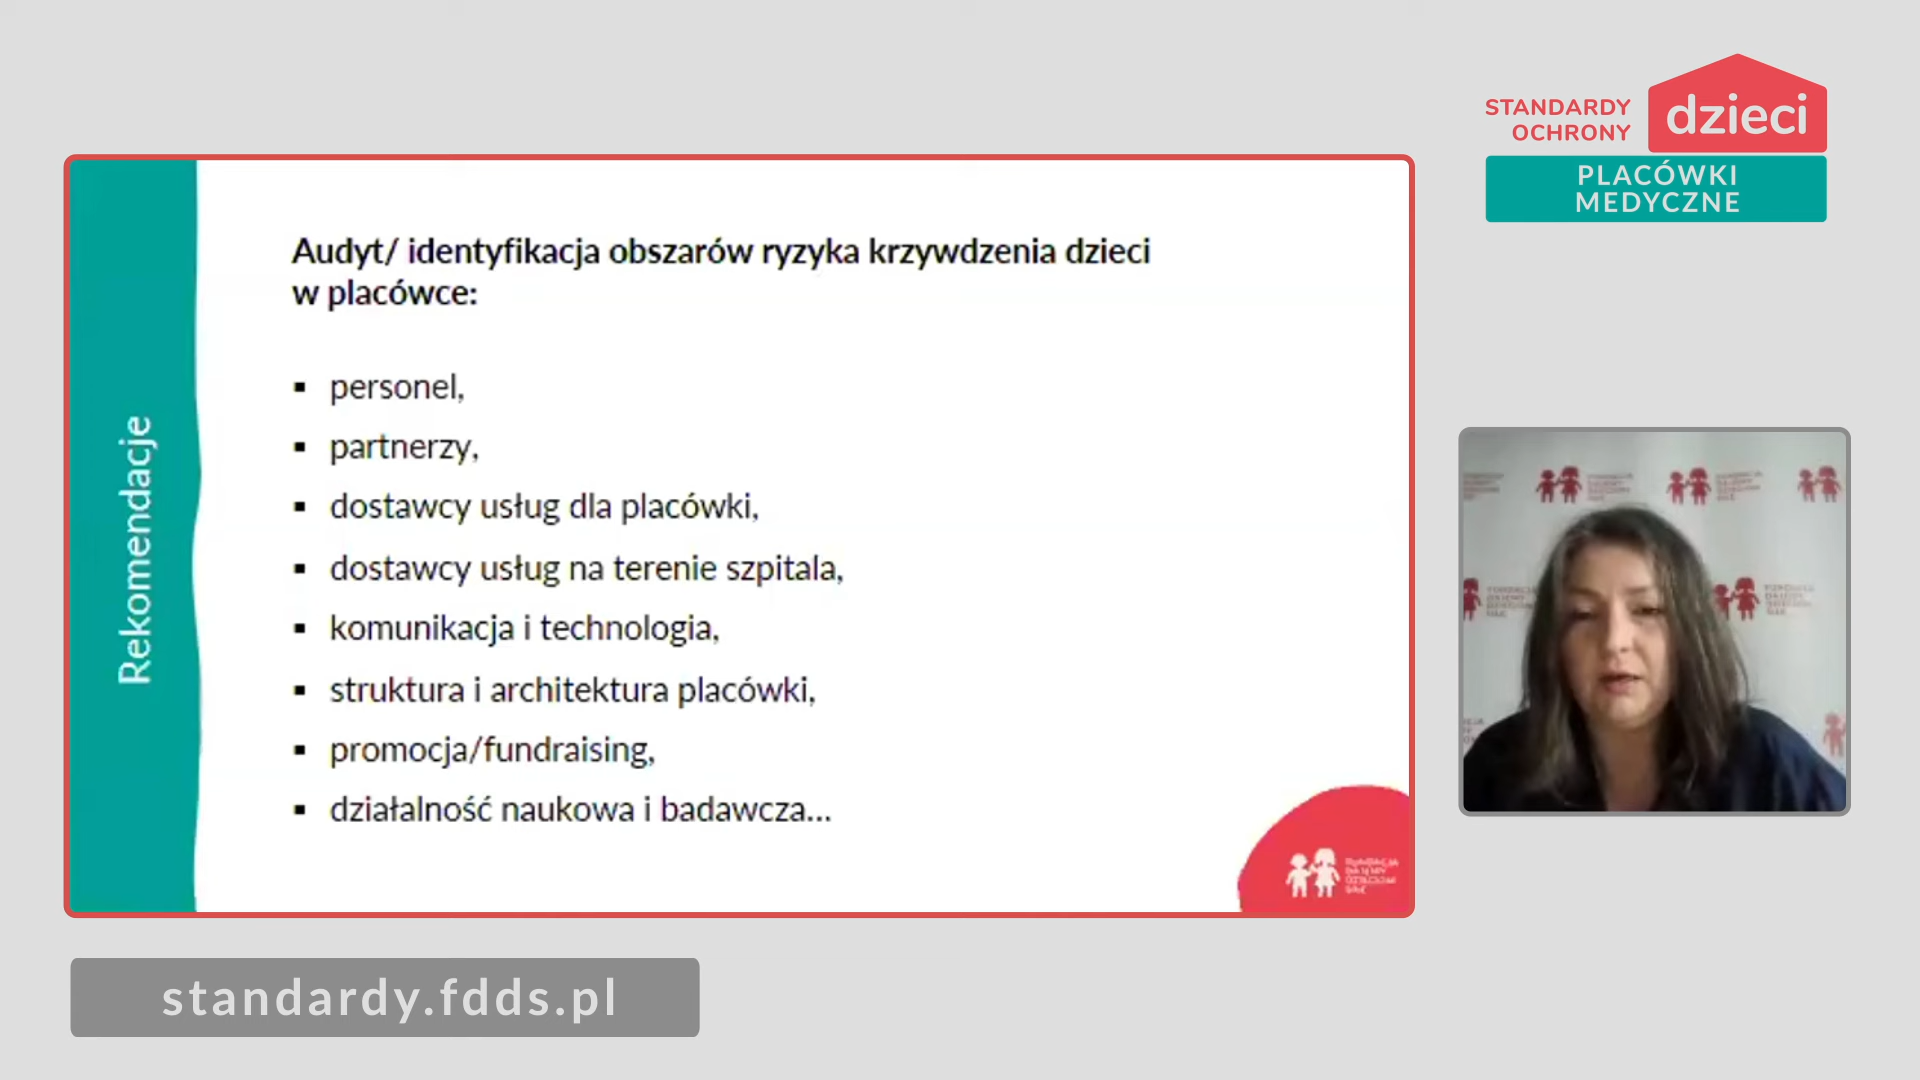 STANDARDY
OCHRONY
dzieci
PLACÓWKI
MEDYCZNE
Rekomendacje
Audyt/ identyfikacja obszarów ryzyka krzywdzenia dzieci
w placówce:
▪ personel,
▪ partnerzy,
▪ dostawcy usług dla placówki,
▪ dostawcy usług na terenie szpitala,
▪ komunikacja i technologia,
▪ struktura i architektura placówki,
▪ promocja/fundraising,
▪ działalność naukowa i badawcza...
standardy.fdds.pl